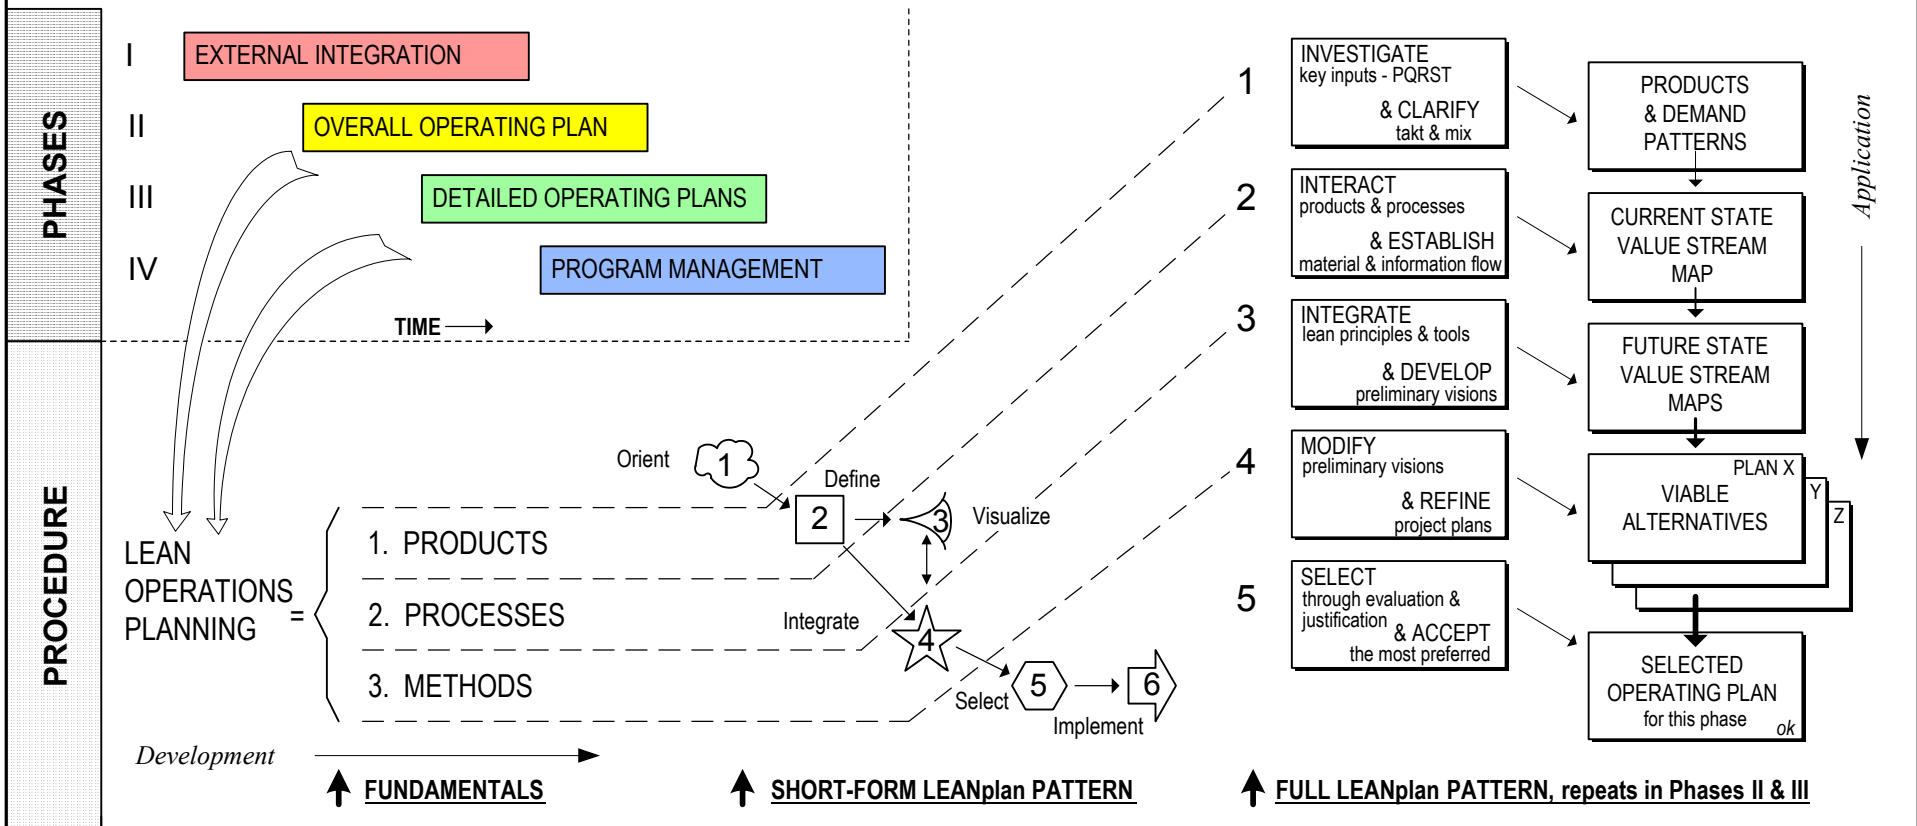 PHASES
I
EXTERNAL INTEGRATION
II
OVERALL OPERATING PLAN
III
DETAILED OPERATING PLANS
IV
PROGRAM MANAGEMENT
TIME
PROCEDURE
LEAN
OPERATIONS
PLANNING
=
1. PRODUCTS
2. PROCESSES
3. METHODS
Development
FUNDAMENTALS
Orient
1
Define
2
3
Visualize
Integrate
4
Select
5
Implement
6
SHORT-FORM LEANplan PATTERN
1
INVESTIGATE
key inputs - PQRST
& CLARIFY
takt & mix
2
INTERACT
products & processes
& ESTABLISH
material & information flow
3
INTEGRATE
lean principles & tools
& DEVELOP
preliminary visions
4
MODIFY
preliminary visions
& REFINE
project plans
5
SELECT
through evaluation &
justification
& ACCEPT
the most preferred
PRODUCTS
& DEMAND
PATTERNS
CURRENT STATE
VALUE STREAM
MAP
FUTURE STATE
VALUE STREAM
MAPS
PLAN X
VIABLE
ALTERNATIVES
Y
Z
SELECTED
OPERATING PLAN
for this phase
ok
Application
FULL LEANplan PATTERN, repeats in Phases II & III